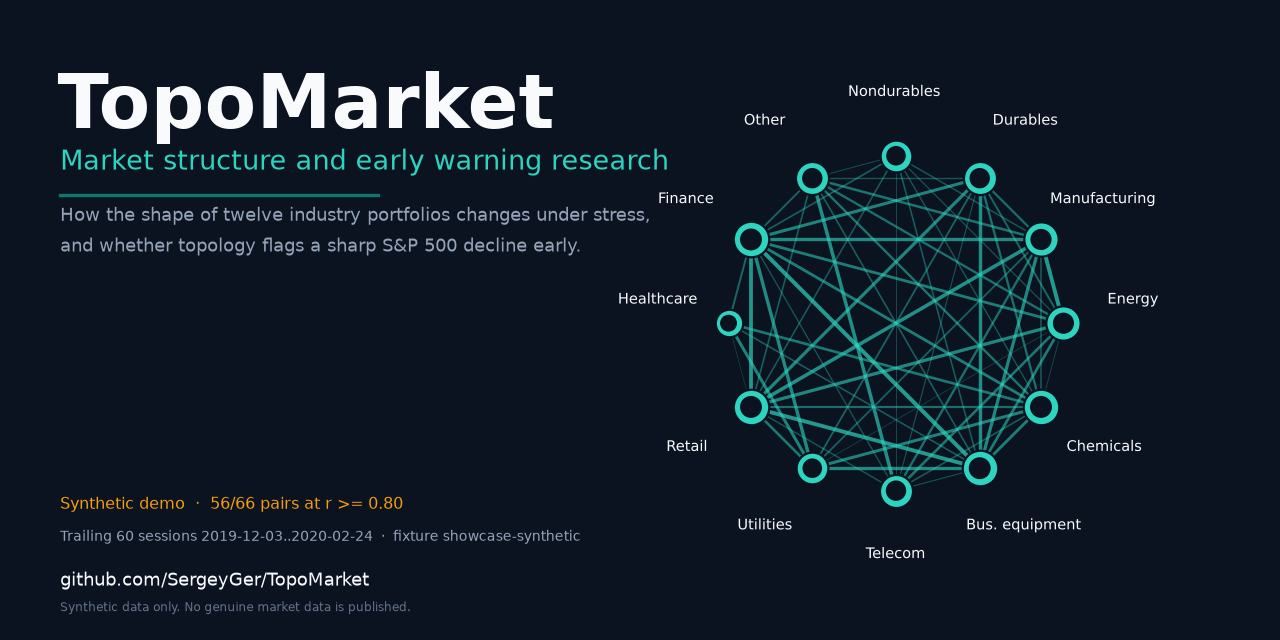 TopoMarket
Market structure and early warning research
How the shape of twelve industry portfolios changes under stress,
and whether topology flags a sharp S&P 500 decline early.
Nondurables
Other
Durables
Finance
Manufacturing
Healthcare
Energy
Retail
Chemicals
Utilities
Bus. equipment
Telecom
Synthetic demo · 56/66 pairs at r >= 0.80
Trailing 60 sessions 2019-12-03..2020-02-24 · fixture showcase-synthetic
github.com/SergeyGer/TopoMarket
Synthetic data only. No genuine market data is published.